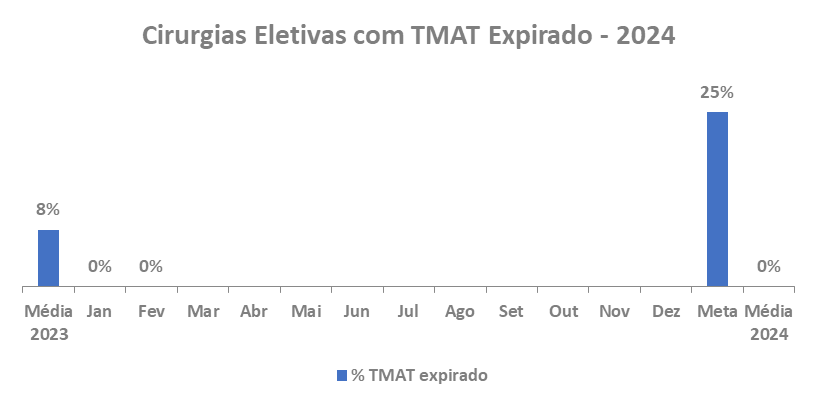 Cirurgias Eletivas com TMAT Expirado - 2024
25%
8%
0% 0% 0%
Média Jan Fev Mar Abr Mai Jun Jul Ago Set Out Nov Dez Meta Média
2023 2024
% TMAT expirado